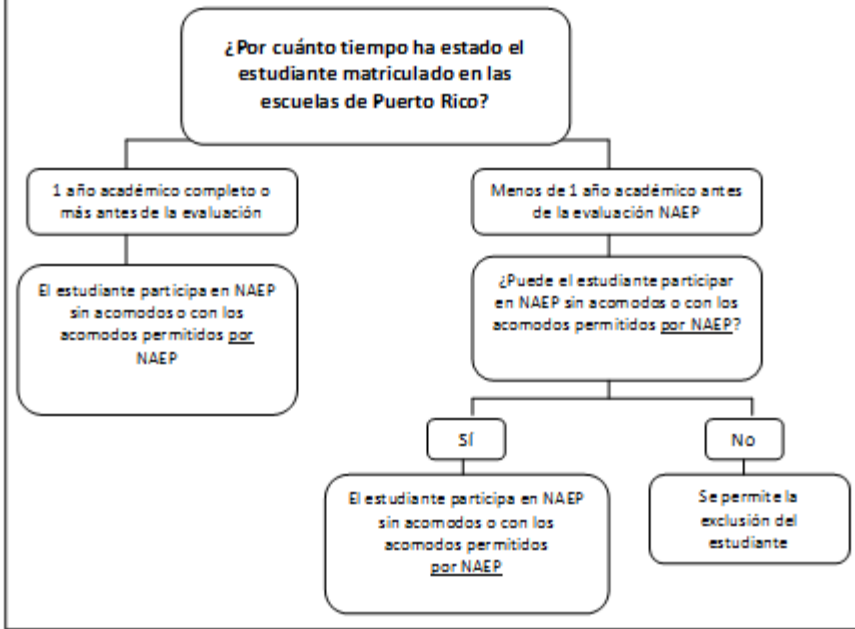 ¿Por cuánto tiempo ha estado el
estudiante matriculado en las
escuelas de Puerto Rico?
1 año académico completo o
más antes de la evaluación
Menos de 1 año académico antes
de la evaluación NAEP
El estudiante participa en NAEP
sin acomodos o con los
acomodos permitidos por
NAEP
¿Puede el estudiante participar
en NAEP sin acomodos o con los
acomodos permitidos por NAEP?
Sí
No
El estudiante participa en NAEP
sin acomodos o con los
acomodos permitidos
por NAEP
Se permite la
exclusión del
estudiante